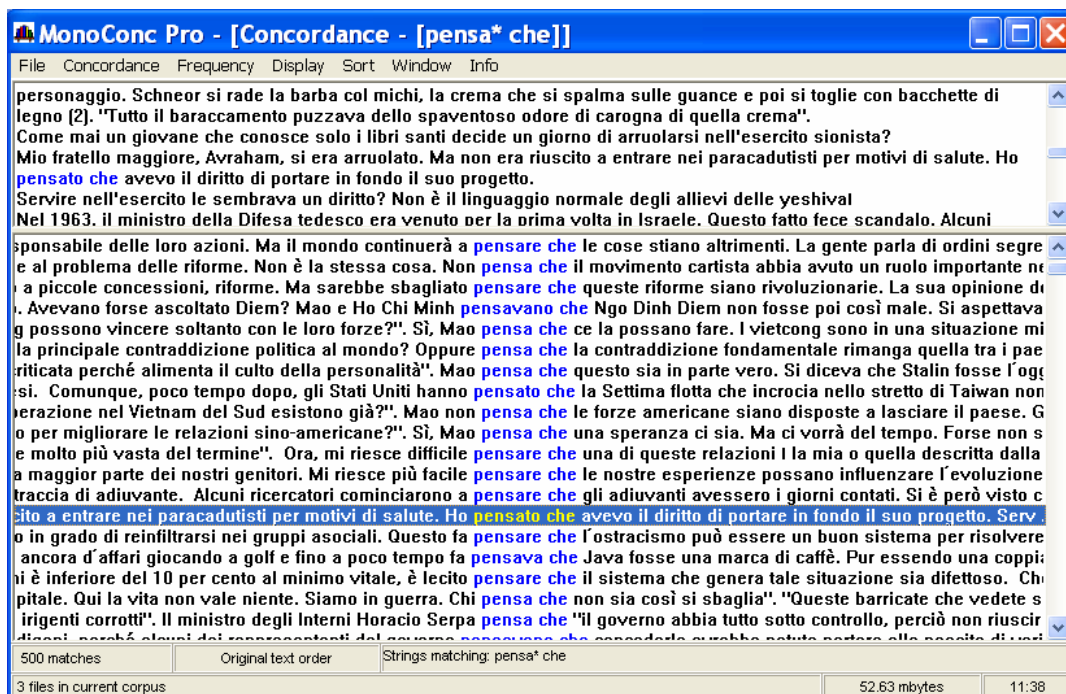 MonoConc Pro - [Concordance - [pensa* che]]
File Concordance Frequency Display Sort Window Info
personaggio. Schneor si rade la barba col michi, la crema che si spalma sulle guance e poi si toglie con bacchette di
legno (2). "Tutto il baraccamento puzzava dello spaventoso odore di carogna di quella crema".
Come mai un giovane che conosce solo i libri santi decide un giorno di arruolarsi nell'esercito sionista?
Mio fratello maggiore, Avraham, si era arruolato. Ma non era riuscito a entrare nei paracadutisti per motivi di salute. Ho
pensato che avevo il diritto di portare in fondo il suo progetto.
Servire nell'esercito le sembrava un diritto? Non è il linguaggio normale degli allievi delle yeshival
Nel 1963, il ministro della Difesa tedesco era venuto per la prima volta in Israele. Questo fatto fece scandalo. Alcuni
sponsabile delle loro azioni. Ma il mondo continuerà a pensare che le cose stiano altrimenti. La gente parla di ordini segre
e al problema delle riforme. Non è la stessa cosa. Non pensa che il movimento cartista abbia avuto un ruolo importante ne
a piccole concessioni, riforme. Ma sarebbe sbagliato pensare che queste riforme siano rivoluzionarie. La sua opinione de
. Avevano forse ascoltato Diem? Mao e Ho Chi Minh pensavano che Ngo Dinh Diem non fosse poi così male. Si aspettava
g possono vincere soltanto con le loro forze?". Sì, Mao pensa che ce la possano fare. I vietcong sono in una situazione mi
la principale contraddizione politica al mondo? Oppure pensa che la contraddizione fondamentale rimanga quella tra i pae
criticata perché alimenta il culto della personalità". Mao pensa che questo sia in parte vero. Si diceva che Stalin fosse l´ogg
si. Comunque, poco tempo dopo, gli Stati Uniti hanno pensato che la Settima flotta che incrocia nello stretto di Taiwan non
perazione nel Vietnam del Sud esistono già?". Mao non pensa che le forze americane siano disposte a lasciare il paese. G
o per migliorare le relazioni sino-americane?". Sì, Mao pensa che una speranza ci sia. Ma ci vorrà del tempo. Forse non s
e molto più vasta del termine". Ora, mi riesce difficile pensare che una di queste relazioni l la mia o quella descritta dalla
a maggior parte dei nostri genitori. Mi riesce più facile pensare che le nostre esperienze possano influenzare l´evoluzione
traccia di adiuvante. Alcuni ricercatori cominciarono a pensare che gli adiuvanti avessero i giorni contati. Si è però visto c
cito a entrare nei paracadutisti per motivi di salute. Ho pensato che avevo il diritto di portare in fondo il suo progetto. Serv
o in grado di reinfiltrarsi nei gruppi asociali. Questo fa pensare che l´ostracismo può essere un buon sistema per risolvere
ancora d´affari giocando a golf e fino a poco tempo fa pensava che Java fosse una marca di caffè. Pur essendo una coppia
ni è inferiore del 10 per cento al minimo vitale, è lecito pensare che il sistema che genera tale situazione sia difettoso. Ch
pitale. Qui la vita non vale niente. Siamo in guerra. Chi pensa che non sia così si sbaglia". "Queste barricate che vedete s
irigenti corrotti". Il ministro degli Interni Horacio Serpa pensa che "il governo abbia tutto sotto controllo, perciò non riuscir
500 matches Original text order Strings matching: pensa* che
3 files in current corpus 52.63 mbytes 11:38